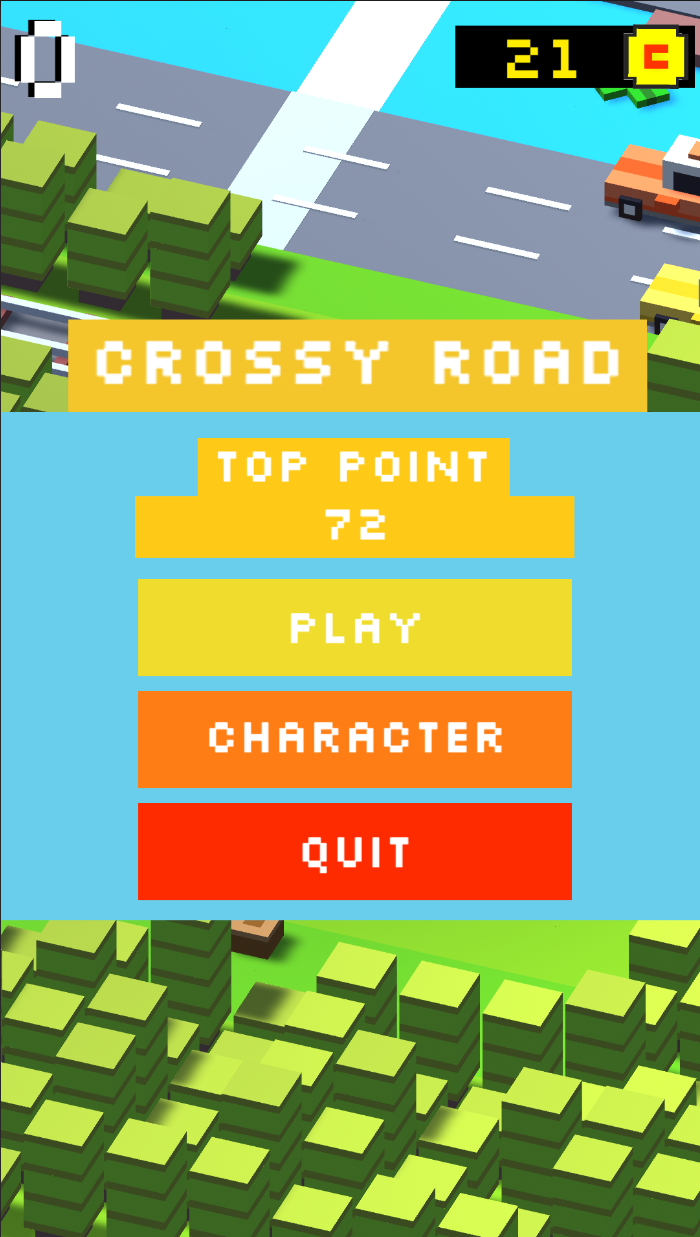 0
21 C
CROSSY ROAD
TOP POINT
72
PLAY
CHARACTER
QUIT